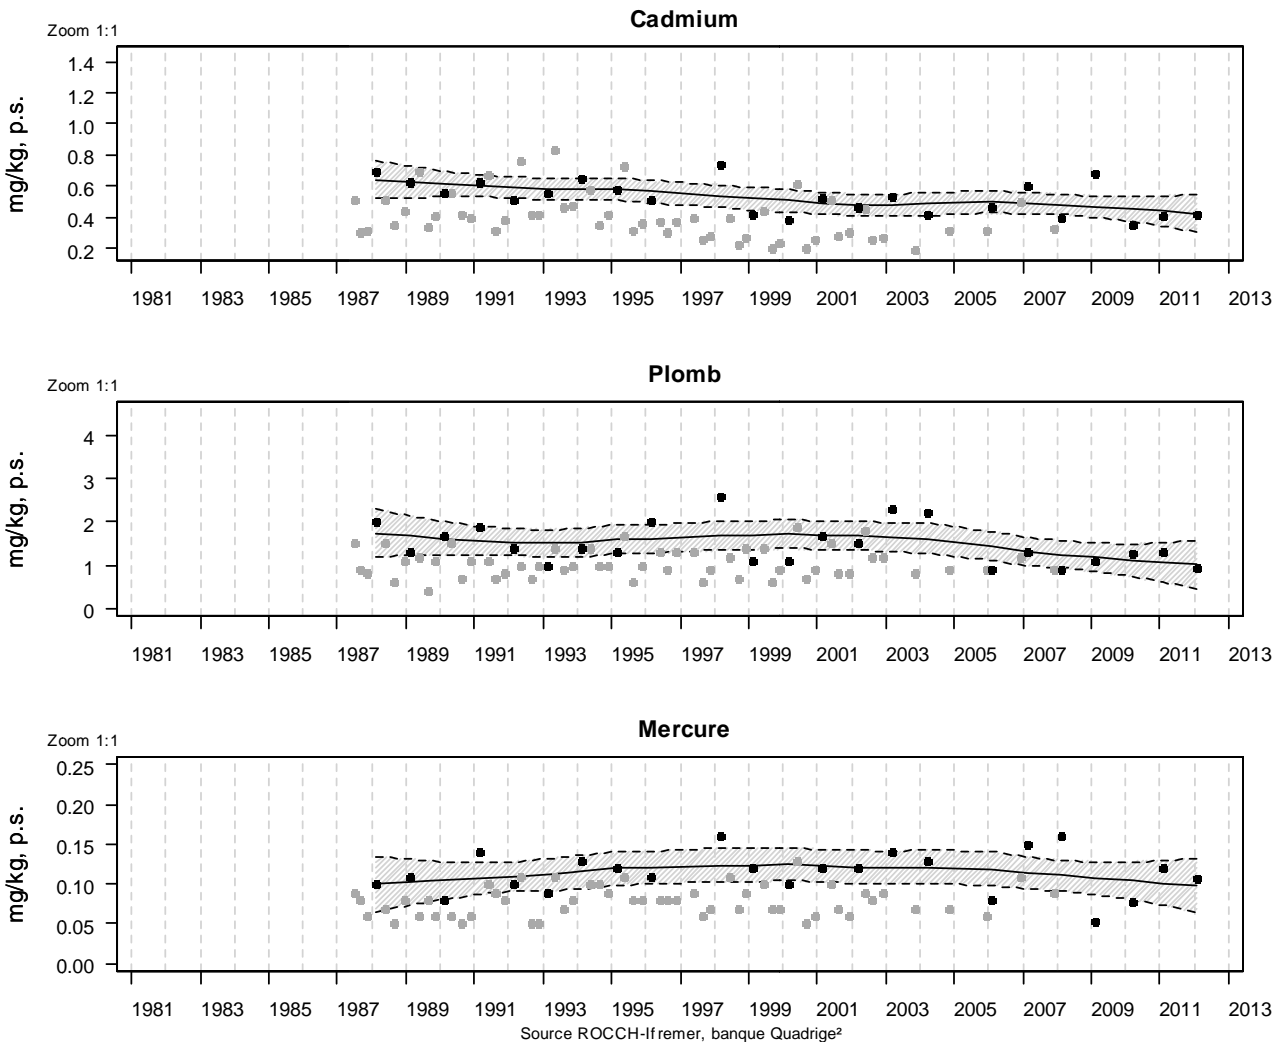 Cadmium
Zoom 1:1
mg/kg, p.s.
1.4
1.2
1.0
0.8
0.6
0.4
0.2
1981 1983 1985 1987 1989 1991 1993 1995 1997 1999 2001 2003 2005 2007 2009 2011 2013
Plomb
Zoom 1:1
mg/kg, p.s.
4
3
2
1
0
1981 1983 1985 1987 1989 1991 1993 1995 1997 1999 2001 2003 2005 2007 2009 2011 2013
Mercure
Zoom 1:1
mg/kg, p.s.
0.25
0.20
0.15
0.10
0.05
0.00
1981 1983 1985 1987 1989 1991 1993 1995 1997 1999 2001 2003 2005 2007 2009 2011 2013
Source ROCCH-Ifremer, banque Quadrige²